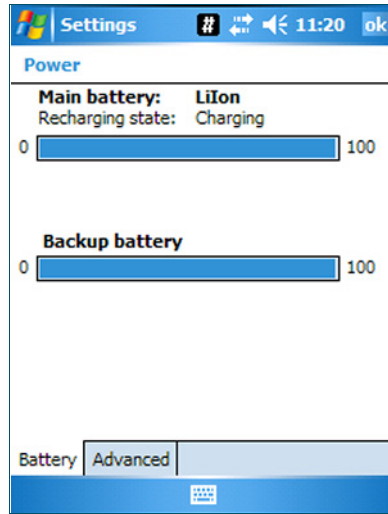 Settings # 11:20 ok
Power
Main battery: LiIon
Recharging state: Charging
0 100
Backup battery
0 100
Battery Advanced